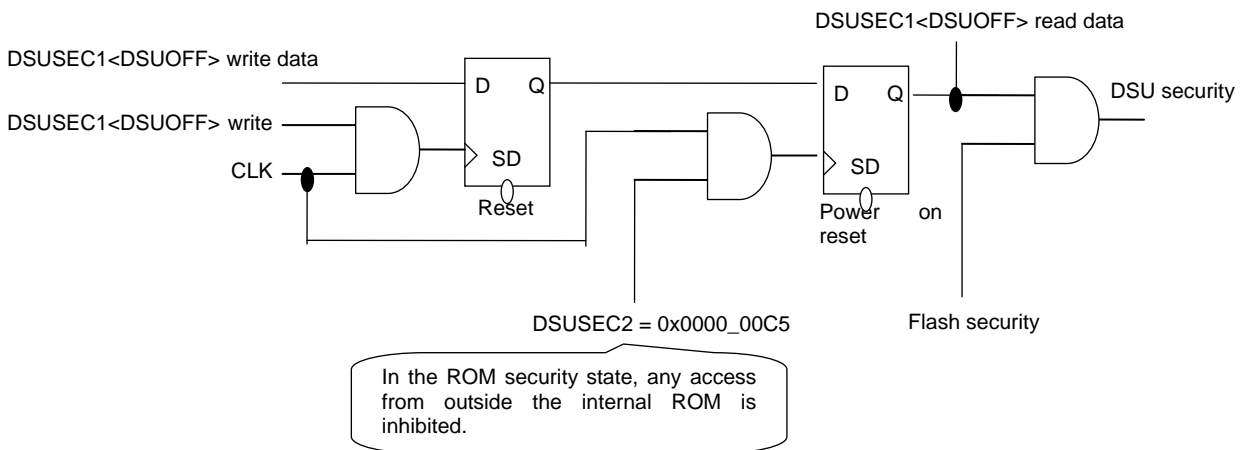 DSUSEC1<DSUOFF> read data
DSUSEC1<DSUOFF> write data
D Q
D Q
DSU security
DSUSEC1<DSUOFF> write
CLK
SD
SD
Reset
Power on
reset
DSUSEC2 = 0x0000_00C5
Flash security
In the ROM security state, any access
from outside the internal ROM is
inhibited.